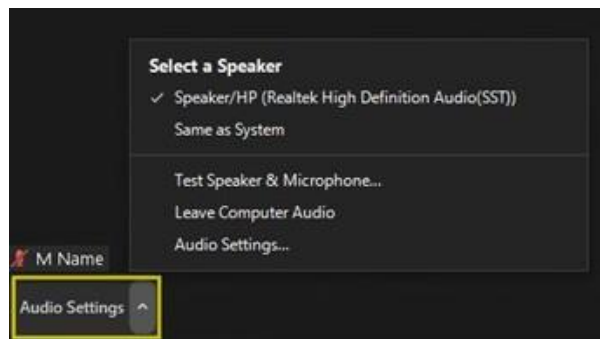 Select a Speaker
Speaker/HP (Realtek High Definition Audio(SST))
Same as System
Test Speaker & Microphone...
Leave Computer Audio
Audio Settings...
M Name
Audio Settings